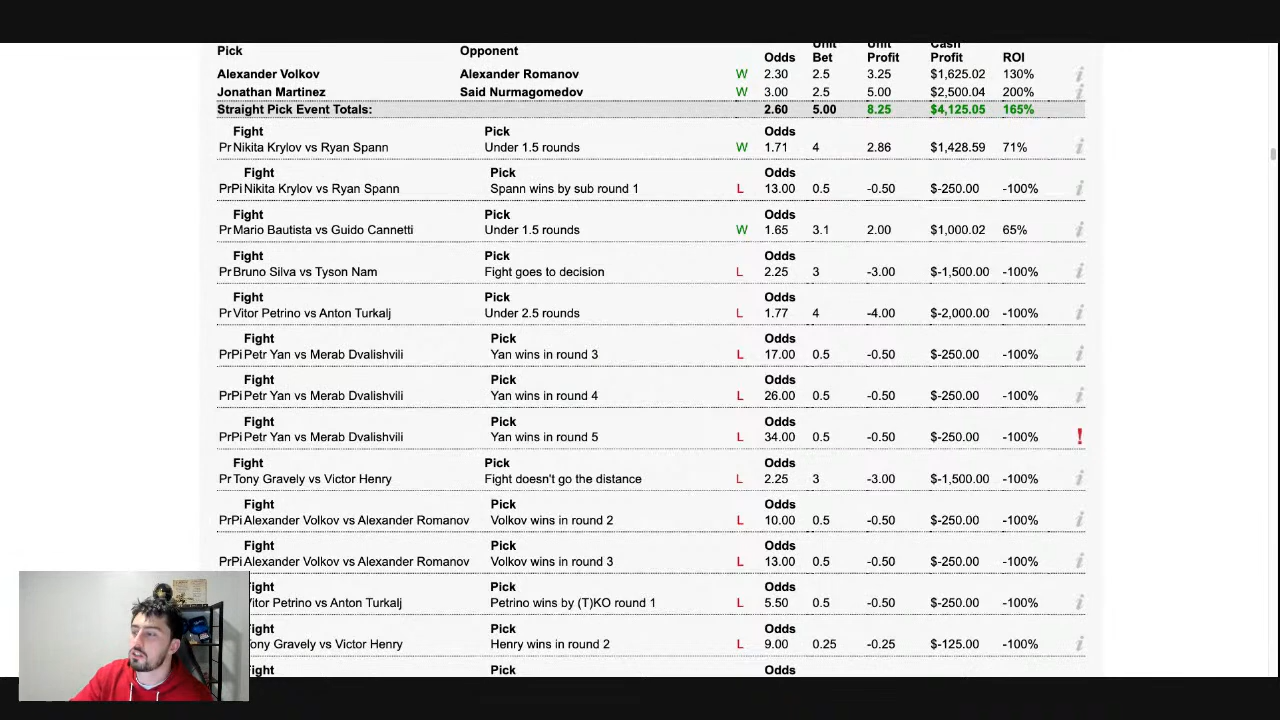 Unit Unit Cash
Pick Opponent Odds Bet Profit Profit ROI
Alexander Volkov Alexander Romanov W 2.30 2.5 3.25 $1,625.02 130%
Jonathan Martinez Said Nurmagomedov W 3.00 2.5 5.00 $2,500.04 200%
Straight Pick Event Totals: 2.60 5.00 8.25 $4,125.05 165%
Fight Pick Odds
Pr Nikita Krylov vs Ryan Spann Under 1.5 rounds W 1.71 4 2.86 $1,428.59 71%
Fight Pick Odds
PrPi Nikita Krylov vs Ryan Spann Spann wins by sub round 1 L 13.00 0.5 -0.50 $-250.00 -100%
Fight Pick Odds
Pr Mario Bautista vs Guido Cannetti Under 1.5 rounds W 1.65 3.1 2.00 $1,000.02 65%
Fight Pick Odds
Pr Bruno Silva vs Tyson Nam Fight goes to decision L 2.25 3 -3.00 $-1,500.00 -100%
Fight Pick Odds
Pr Vitor Petrino vs Anton Turkalj Under 2.5 rounds L 1.77 4 -4.00 $-2,000.00 -100%
Fight Pick Odds
PrPi Petr Yan vs Merab Dvalishvili Yan wins in round 3 L 17.00 0.5 -0.50 $-250.00 -100%
Fight Pick Odds
PrPi Petr Yan vs Merab Dvalishvili Yan wins in round 4 L 26.00 0.5 -0.50 $-250.00 -100%
Fight Pick Odds
PrPi Petr Yan vs Merab Dvalishvili Yan wins in round 5 L 34.00 0.5 -0.50 $-250.00 -100% !
Fight Pick Odds
Pr Tony Gravely vs Victor Henry Fight doesn't go the distance L 2.25 3 -3.00 $-1,500.00 -100%
Fight Pick Odds
PrPi Alexander Volkov vs Alexander Romanov Volkov wins in round 2 L 10.00 0.5 -0.50 $-250.00 -100%
Fight Pick Odds
PrPi Alexander Volkov vs Alexander Romanov Volkov wins in round 3 L 13.00 0.5 -0.50 $-250.00 -100%
ight Pick Odds
itor Petrino vs Anton Turkalj Petrino wins by (T)KO round 1 L 5.50 0.5 -0.50 $-250.00 -100%
ight Pick Odds
ony Gravely vs Victor Henry Henry wins in round 2 L 9.00 0.25 -0.25 $-125.00 -100%
ight Pick Odds